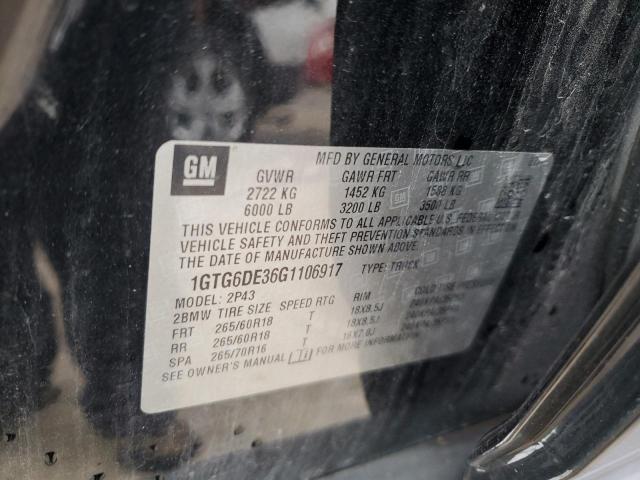 MFD BY GENERAL MOTORS LLC
GM GVWR GAWR FRT GAWR RR
2722 KG 1452 KG 1588 KG
6000 LB 3200 LB 3500 LB
THIS VEHICLE CONFORMS TO ALL APPLICABLE U.S. FEDERAL
VEHICLE SAFETY AND THEFT PREVENTION STANDARDS
THE DATE OF MANUFACTURE SHOWN ABOVE.
1GTG6DE36G1106917 TYPE: TRUCK
MODEL: 2P43
2BMW TIRE SIZE SPEED RTG RIM
FRT 265/60R18 T 18X8.5J
RR 265/60R18 T 18X8.5J
SPA 265/70R16 T 16X7.0J
SEE OWNER'S MANUAL FOR MORE INFORMATION